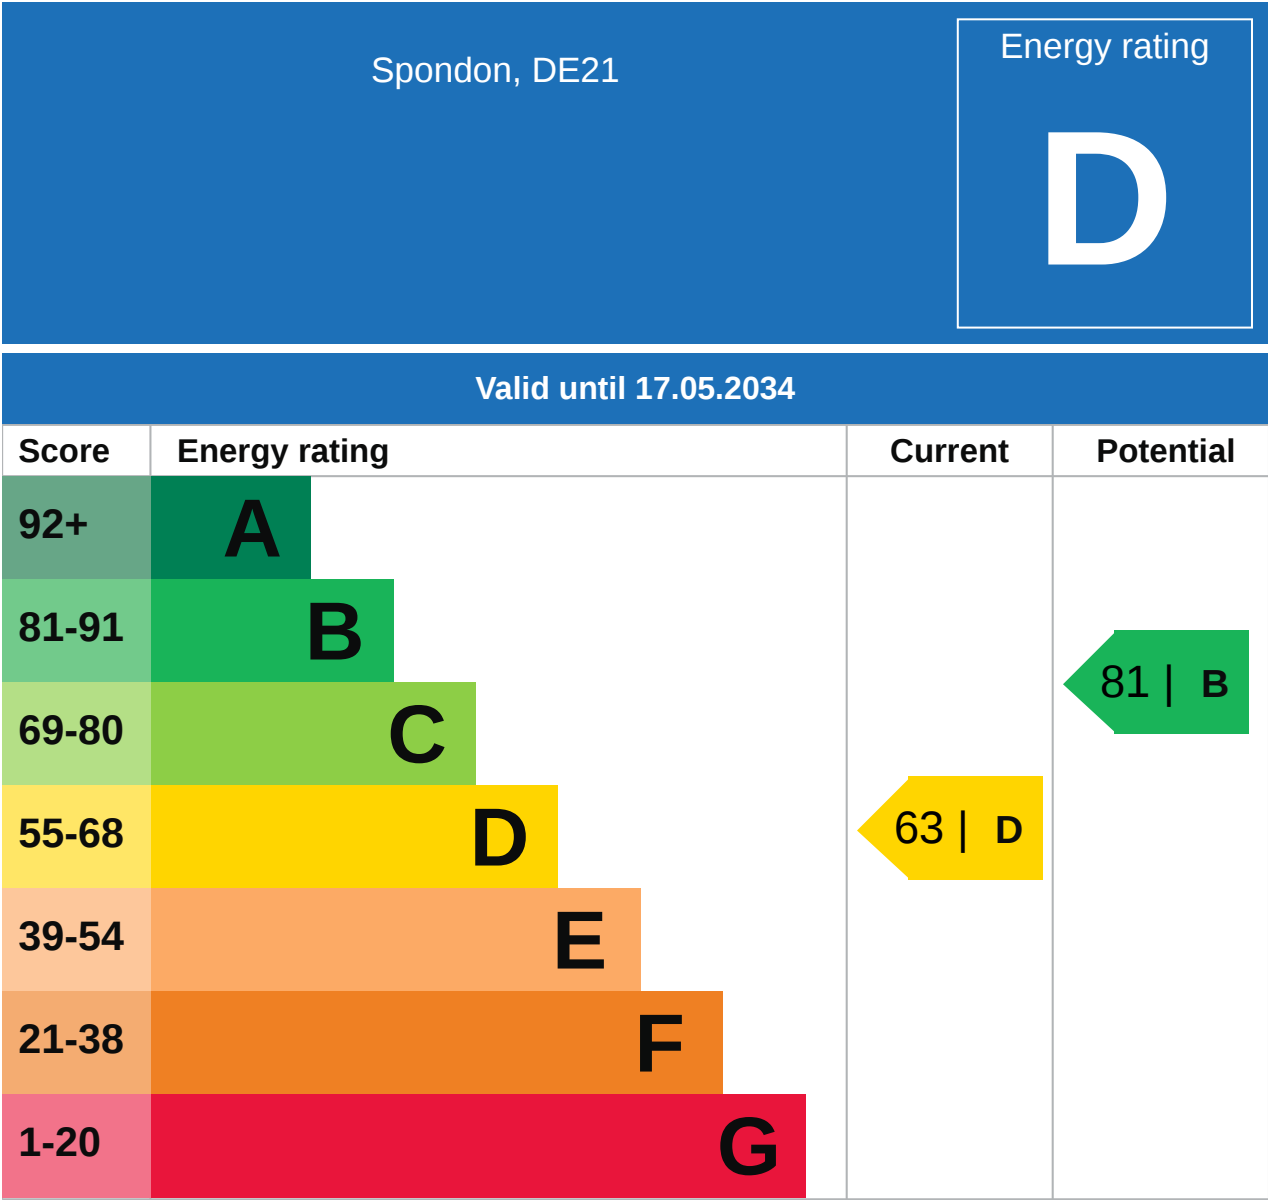 Spondon, DE21
Energy rating
D
Valid until 17.05.2034
Score Energy rating Current Potential
92+ A
81-91 B
81 | B
69-80 C
55-68 D
63 | D
39-54 E
21-38 F
1-20 G